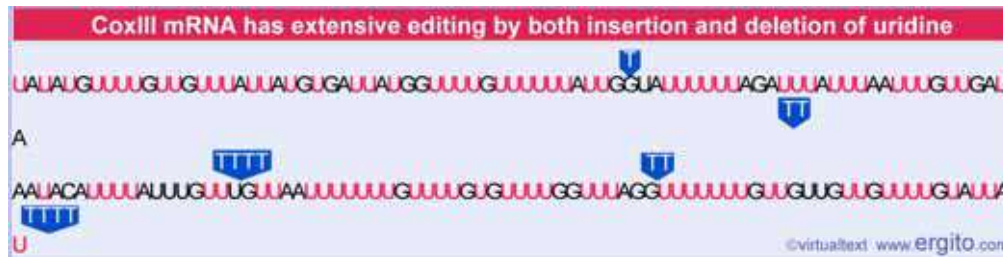 CoxIII mRNA has extensive editing by both insertion and deletion of uridine
T
UAUAUGUUUUGUUGUUUAUUAUGUGAUUAUGGUUUUGUUUUUUAUUGGUAUUUUUUAGAUUUAUUUAAUUUGUUGAU
TT
A
TTTT TT
AAUACAUUUUAUUUGUUUGUUAAUUUUUUUGUUUUGUGUUUUGGUUUAGGUUUUUUUGUUGUUGUUGUUUUGUAUUA
TTTT
U ©virtualtext www.ergito.com